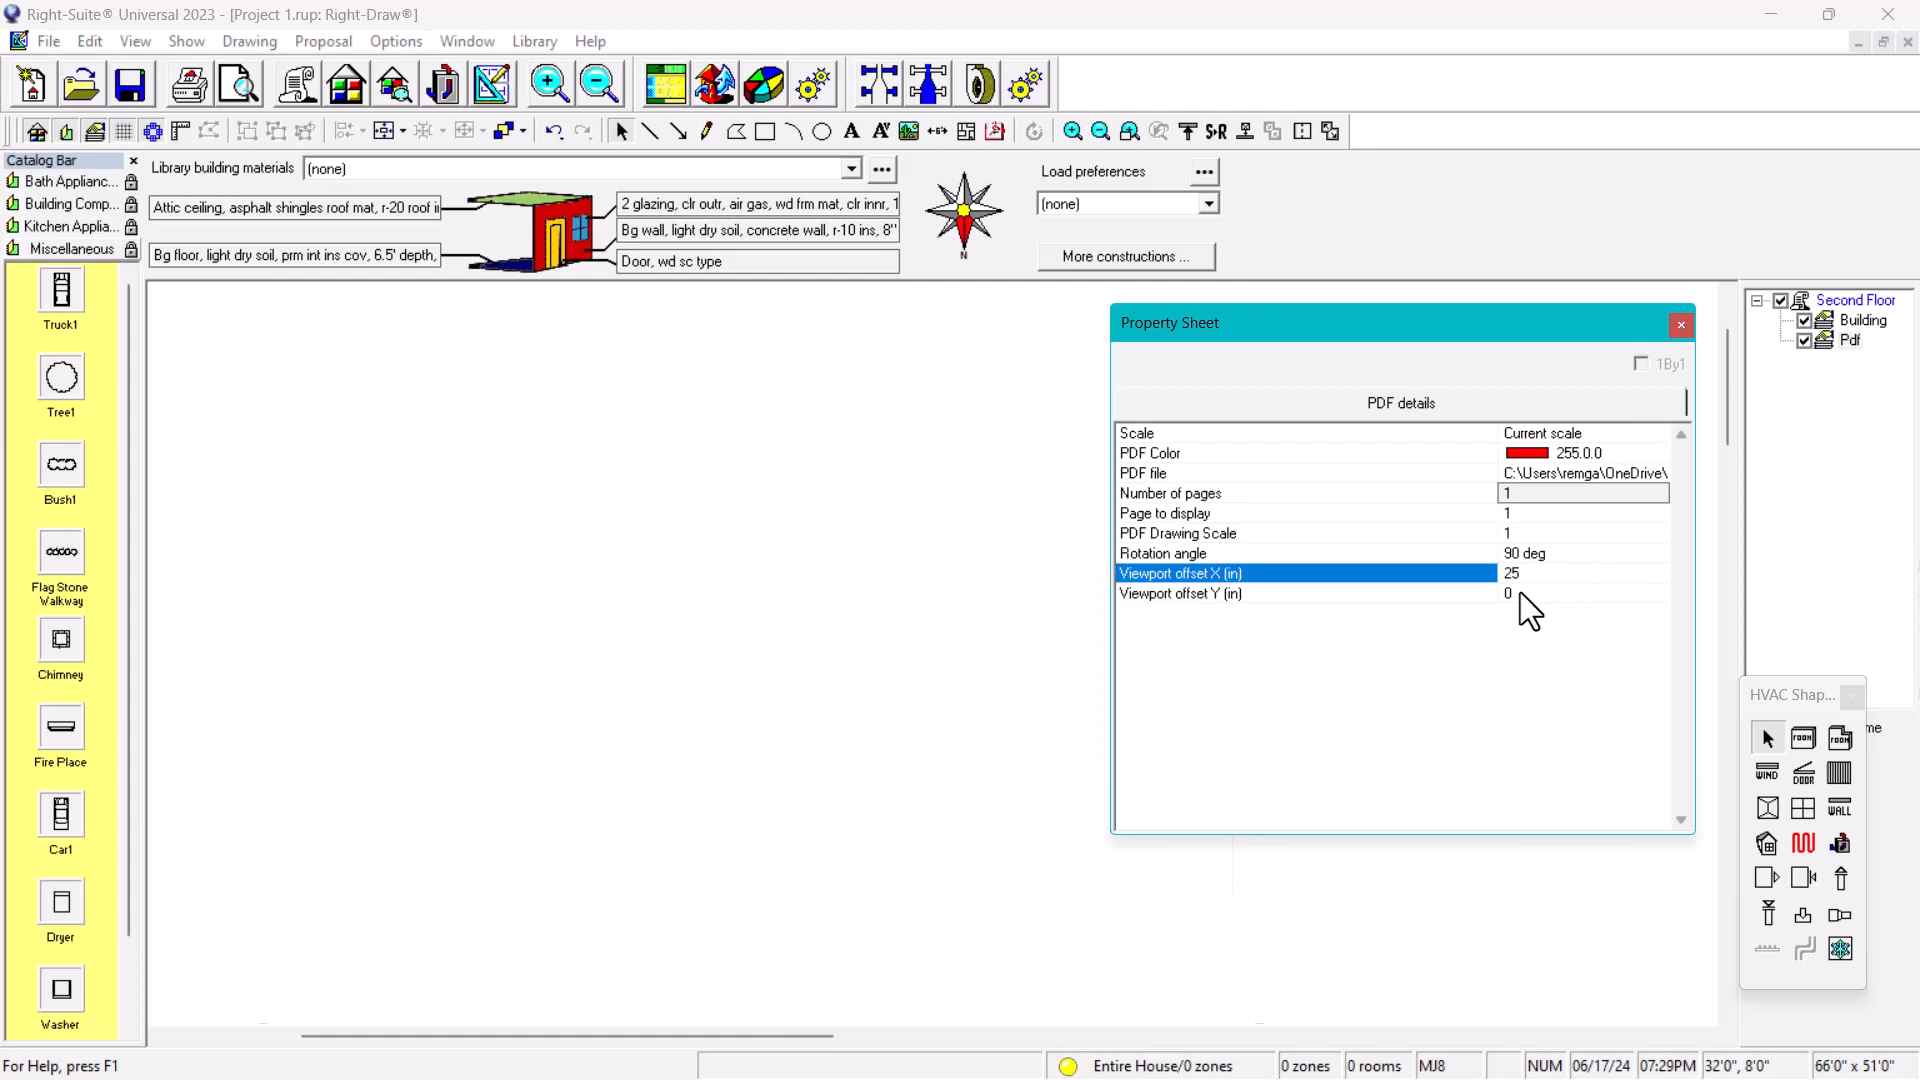 Right-Suite® Universal 2023 - [Project 1.rup: Right-Draw®]
File Edit View Show Drawing Proposal Options Window Library Help
Catalog Bar
Bath Applianc...
Building Comp...
Kitchen Applia...
Miscellaneous
Library building materials (none)
Attic ceiling, asphalt shingles roof mat, r-20 roof i
Bg floor, light dry soil, prm int ins cov, 6.5' depth,
2 glazing, clr outr, air gas, wd frm mat, clr innr, 1
Bg wall, light dry soil, concrete wall, r-10 ins, 8"
Door, wd sc type
N
Load preferences
(none)
More constructions ...
Truck1
Tree1
Bush1
Flag Stone
Walkway
Chimney
Fire Place
Car1
Dryer
Washer
Property Sheet
1By1
PDF details
Scale Current scale
PDF Color 255.0.0
PDF file C:\Users\remga\OneDrive\
Number of pages 1
Page to display 1
PDF Drawing Scale 1
Rotation angle 90 deg
Viewport offset X (in) 25
Viewport offset Y (in) 0
Second Floor
Building
Pdf
HVAC Shap...
me
ROOM ROOM
WIND DOOR
WALL
For Help, press F1
Entire House/0 zones 0 zones 0 rooms MJ8 NUM 06/17/24 07:29PM 32'0", 8'0" 66'0" x 51'0"